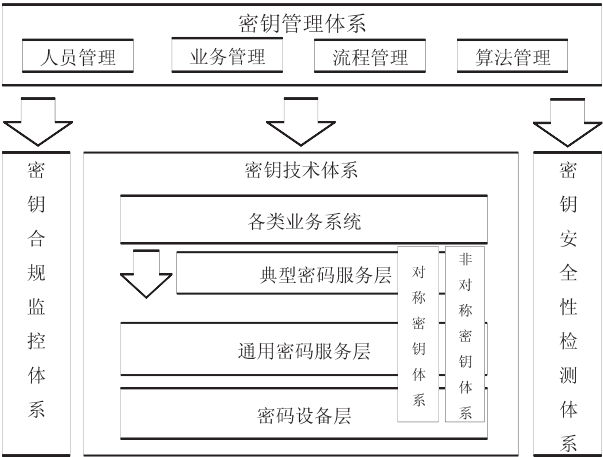 密钥管理体系
人员管理
业务管理
流程管理
算法管理
密钥合规监控体系
密钥技术体系
各类业务系统
典型密码服务层
通用密码服务层
密码设备层
对称密钥体系
非对称密钥体系
密钥安全性检测体系